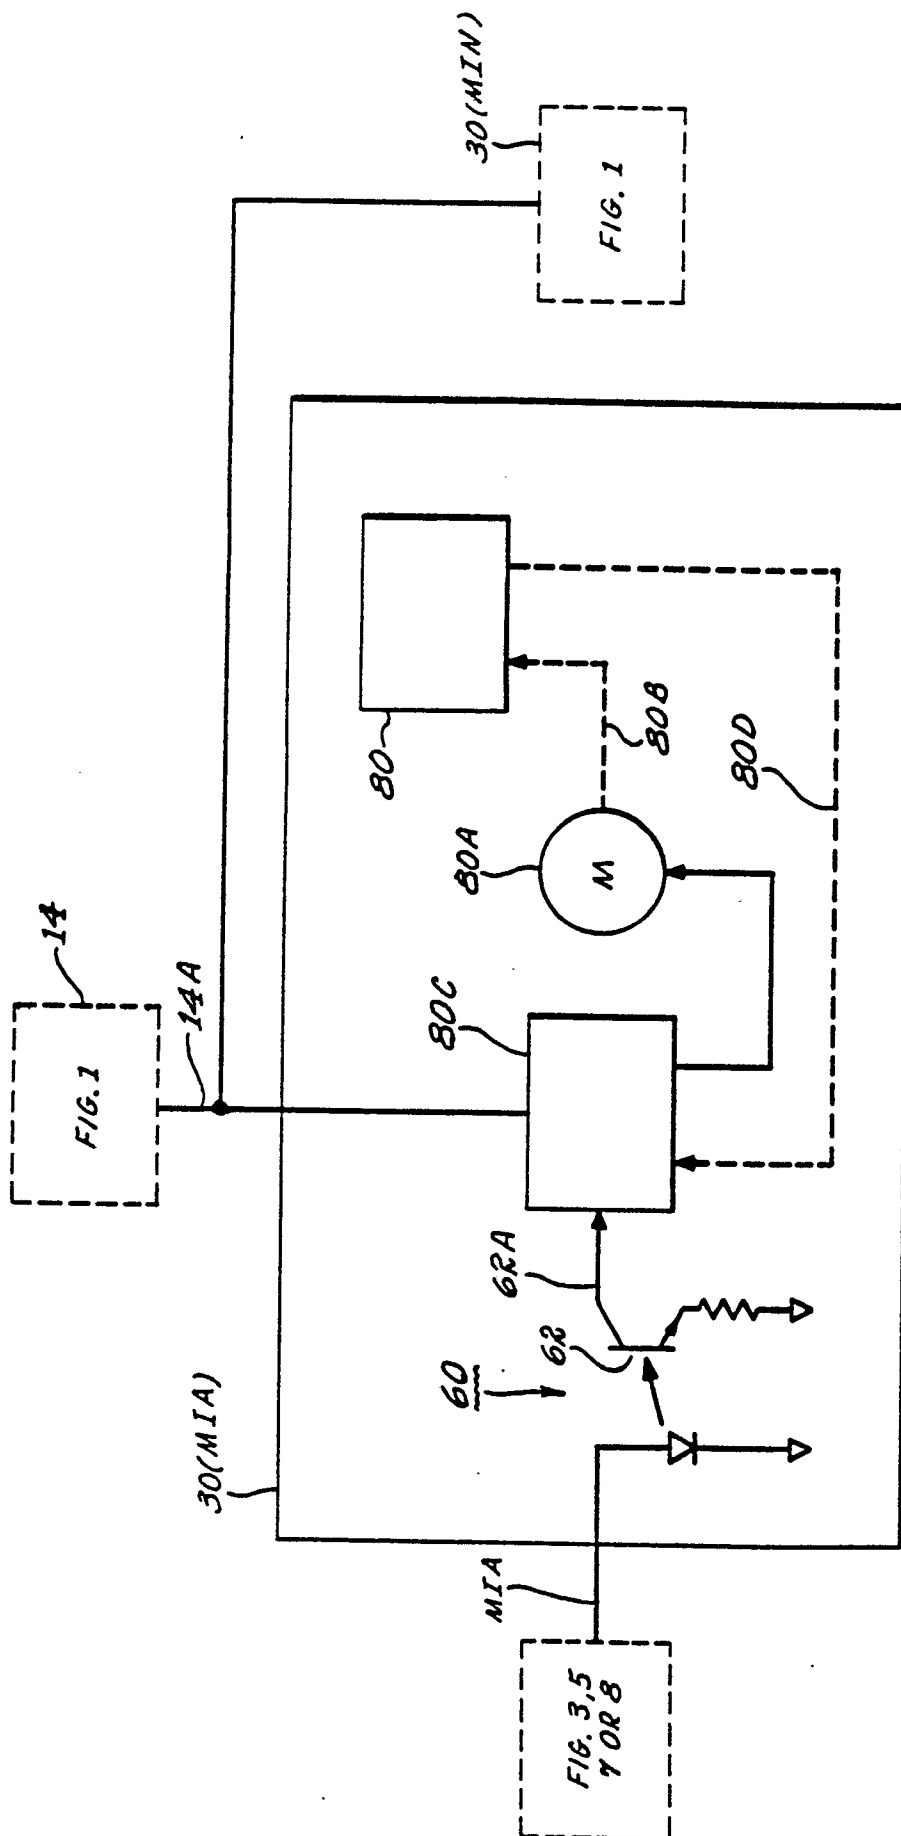 14
FIG. 1
14A
30(MIN)
FIG. 1
30(MIA)
MIA
FIG. 3,5
7 OR 8
60
62
62A
80C
80A
M
80B
80
80D